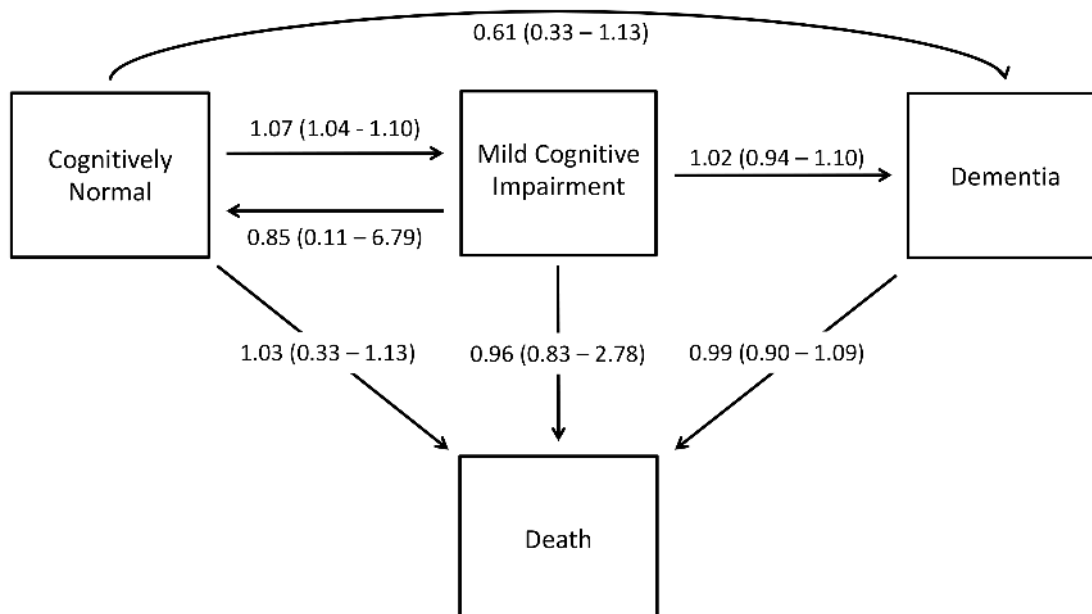 0.61 (0.33 – 1.13)
1.07 (1.04 - 1.10)
Cognitively
Normal
Mild Cognitive
Impairment
1.02 (0.94 – 1.10)
Dementia
0.85 (0.11 – 6.79)
1.03 (0.33 – 1.13)
0.96 (0.83 – 2.78)
0.99 (0.90 – 1.09)
Death